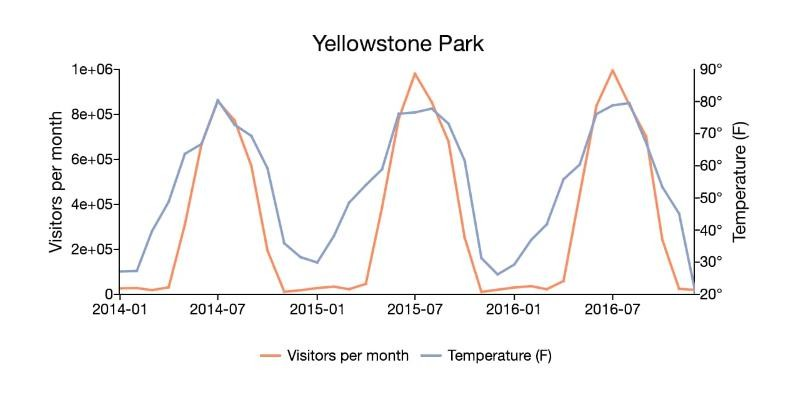 Yellowstone Park
Visitors per month
1e+06
8e+05
6e+05
4e+05
2e+05
0
90°
80°
70°
60°
50°
40°
30°
20°
Temperature (F)
2014-01 2014-07 2015-01 2015-07 2016-01 2016-07
Visitors per month Temperature (F)